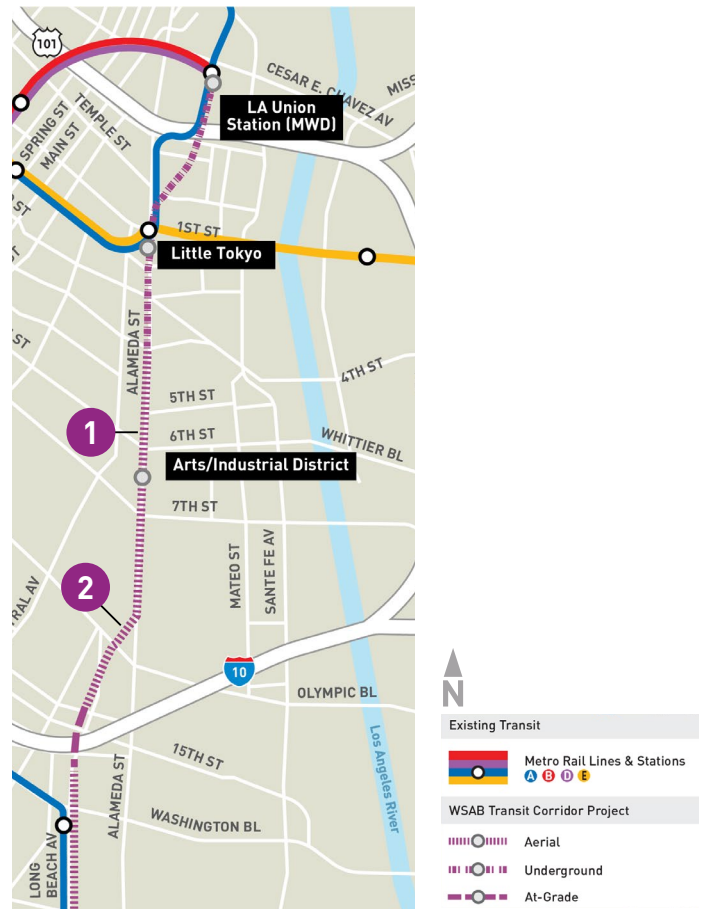 101
CESAR E. CHAVEZ AV
MISS
LA Union
Station (MWD)
TEMPLE ST
SPRING ST
MAIN ST
ST
1ST ST
Little Tokyo
ST
ALAMEDA ST
ST
4TH ST
5TH ST
1
6TH ST
WHITTIER BL
Arts/Industrial District
7TH ST
MATEO ST
SANTE FE AV
2
RAL AV
10
OLYMPIC BL
Los Angeles River
15TH ST
ALAMEDA ST
WASHINGTON BL
LONG
BEACH AV
N
Existing Transit
Metro Rail Lines & Stations
A B D E
WSAB Transit Corridor Project
Aerial
Underground
At-Grade